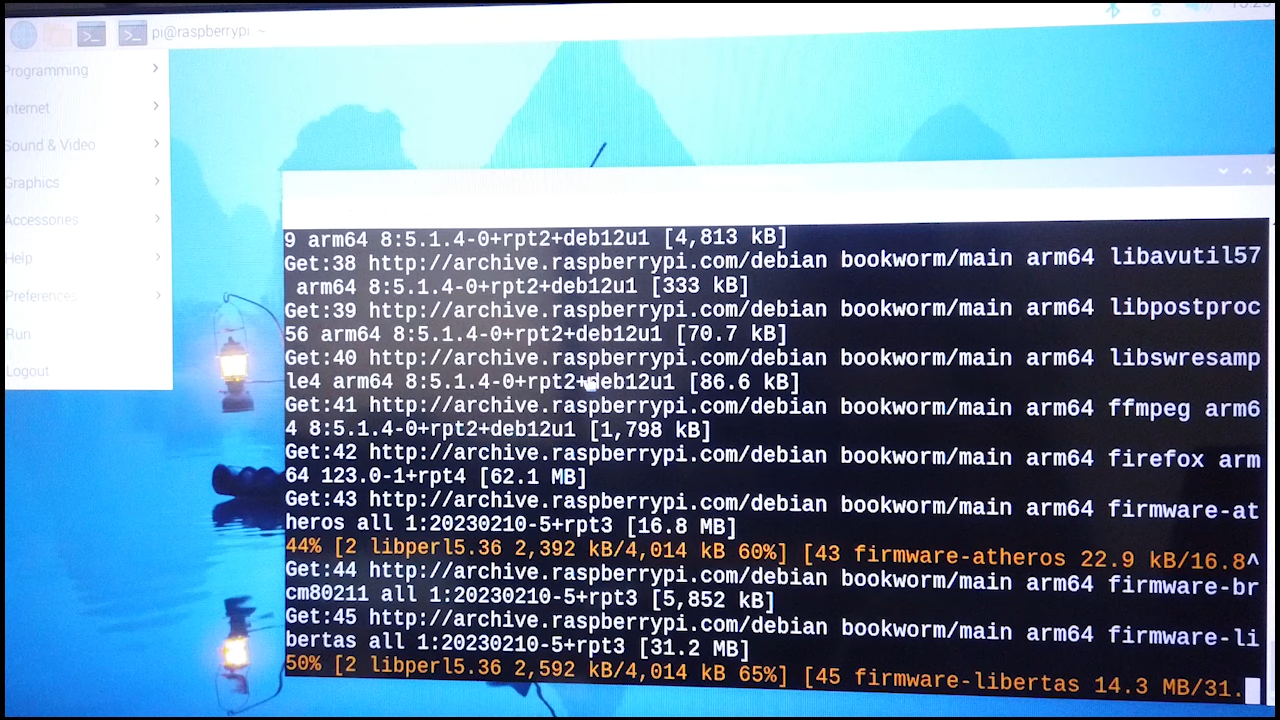 pi@raspberrypi: ~
Programming
Internet
Sound & Video
Graphics
Accessories
Help
Preferences
Run
Logout
9 arm64 8:5.1.4-0+rpt2+deb12u1 [4,813 kB]
Get:38 http://archive.raspberrypi.com/debian bookworm/main arm64 libavutil57
arm64 8:5.1.4-0+rpt2+deb12u1 [333 kB]
Get:39 http://archive.raspberrypi.com/debian bookworm/main arm64 libpostproc
56 arm64 8:5.1.4-0+rpt2+deb12u1 [70.7 kB]
Get:40 http://archive.raspberrypi.com/debian bookworm/main arm64 libswresamp
le4 arm64 8:5.1.4-0+rpt2+deb12u1 [86.6 kB]
Get:41 http://archive.raspberrypi.com/debian bookworm/main arm64 ffmpeg arm6
4 8:5.1.4-0+rpt2+deb12u1 [1,798 kB]
Get:42 http://archive.raspberrypi.com/debian bookworm/main arm64 firefox arm
64 123.0-1+rpt4 [62.1 MB]
Get:43 http://archive.raspberrypi.com/debian bookworm/main arm64 firmware-at
heros all 1:20230210-5+rpt3 [16.8 MB]
44% [2 libperl5.36 2,392 kB/4,014 kB 60%] [43 firmware-atheros 22.9 kB/16.8^
Get:44 http://archive.raspberrypi.com/debian bookworm/main arm64 firmware-br
cm80211 all 1:20230210-5+rpt3 [5,852 kB]
Get:45 http://archive.raspberrypi.com/debian bookworm/main arm64 firmware-li
bertas all 1:20230210-5+rpt3 [31.2 MB]
50% [2 libperl5.36 2,592 kB/4,014 kB 65%] [45 firmware-libertas 14.3 MB/31.